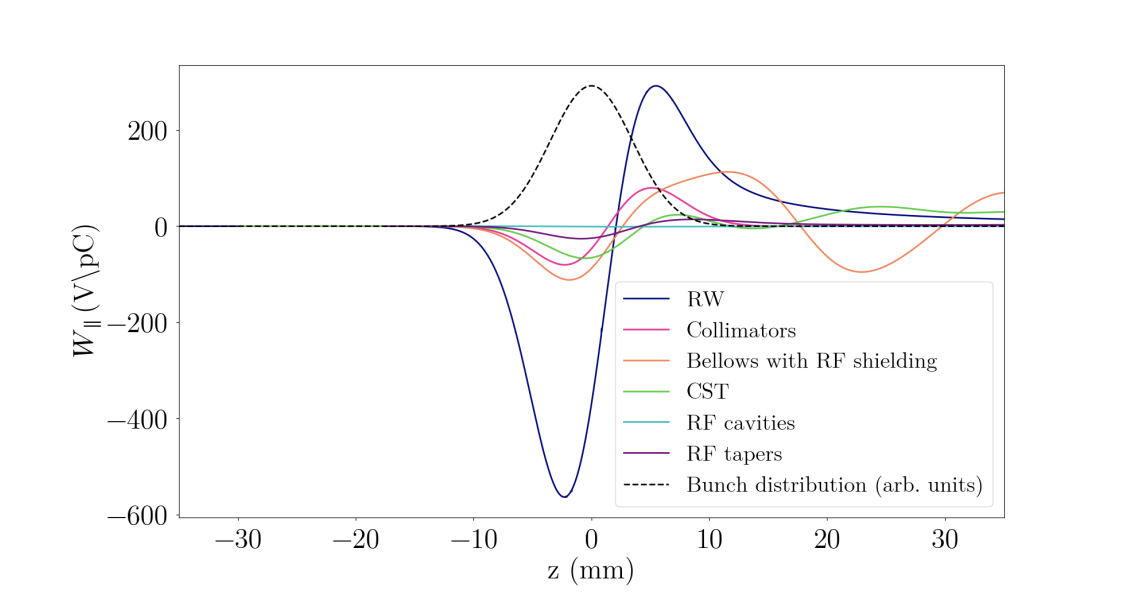 200
0
−200
−400
−600
W∥ (V\pC)
−30 −20 −10 0 10 20 30
z (mm)
RW
Collimators
Bellows with RF shielding
CST
RF cavities
RF tapers
Bunch distribution (arb. units)